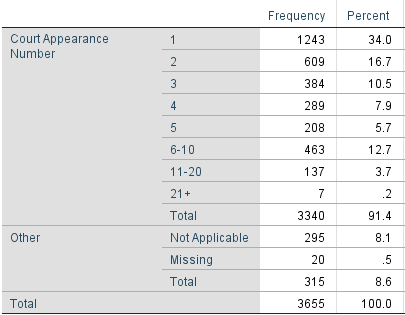 Frequency Percent
Court Appearance Number 1 1243 34.0
2 609 16.7
3 384 10.5
4 289 7.9
5 208 5.7
6-10 463 12.7
11-20 137 3.7
21+ 7 .2
Total 3340 91.4
Other Not Applicable 295 8.1
Missing 20 .5
Total 315 8.6
Total 3655 100.0